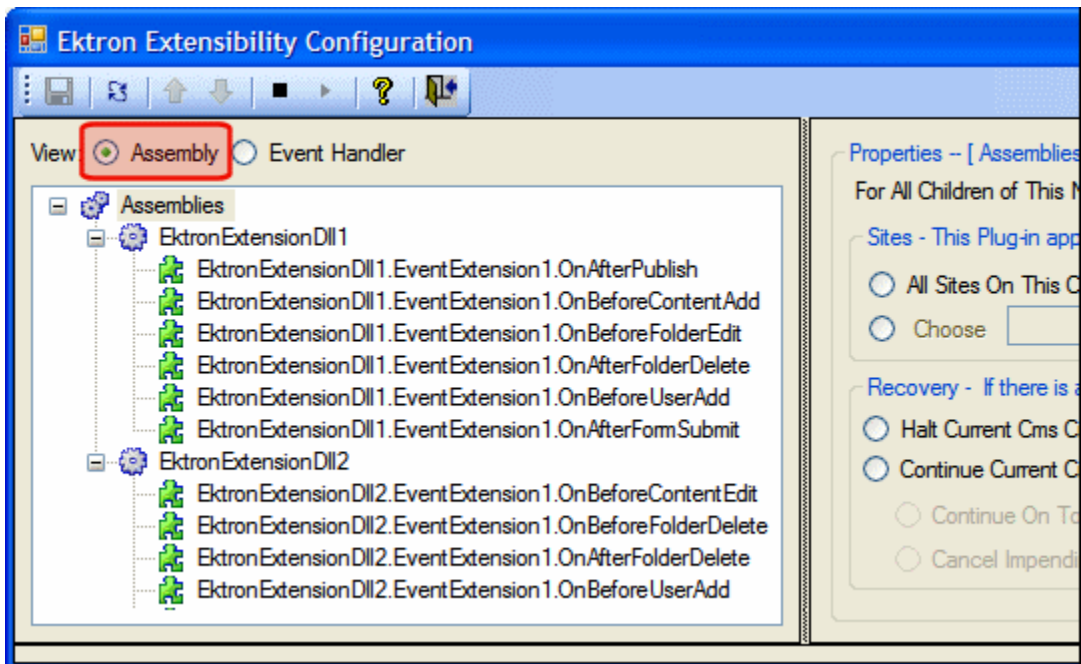 Ektron Extensibility Configuration
View: Assembly Event Handler
Assemblies
EktronExtensionDll1
EktronExtensionDll1.EventExtension1.OnAfterPublish
EktronExtensionDll1.EventExtension1.OnBeforeContentAdd
EktronExtensionDll1.EventExtension1.OnBeforeFolderEdit
EktronExtensionDll1.EventExtension1.OnAfterFolderDelete
EktronExtensionDll1.EventExtension1.OnBeforeUserAdd
EktronExtensionDll1.EventExtension1.OnAfterFormSubmit
EktronExtensionDll2
EktronExtensionDll2.EventExtension1.OnBeforeContentEdit
EktronExtensionDll2.EventExtension1.OnBeforeFolderDelete
EktronExtensionDll2.EventExtension1.OnAfterFolderDelete
EktronExtensionDll2.EventExtension1.OnBeforeUserAdd
Properties -- [ Assemblies
For All Children of This
Sites - This Plug-in app
All Sites On This
Choose
Recovery - If there is
Halt Current Cms
Continue Current
Continue On To
Cancel Impendi